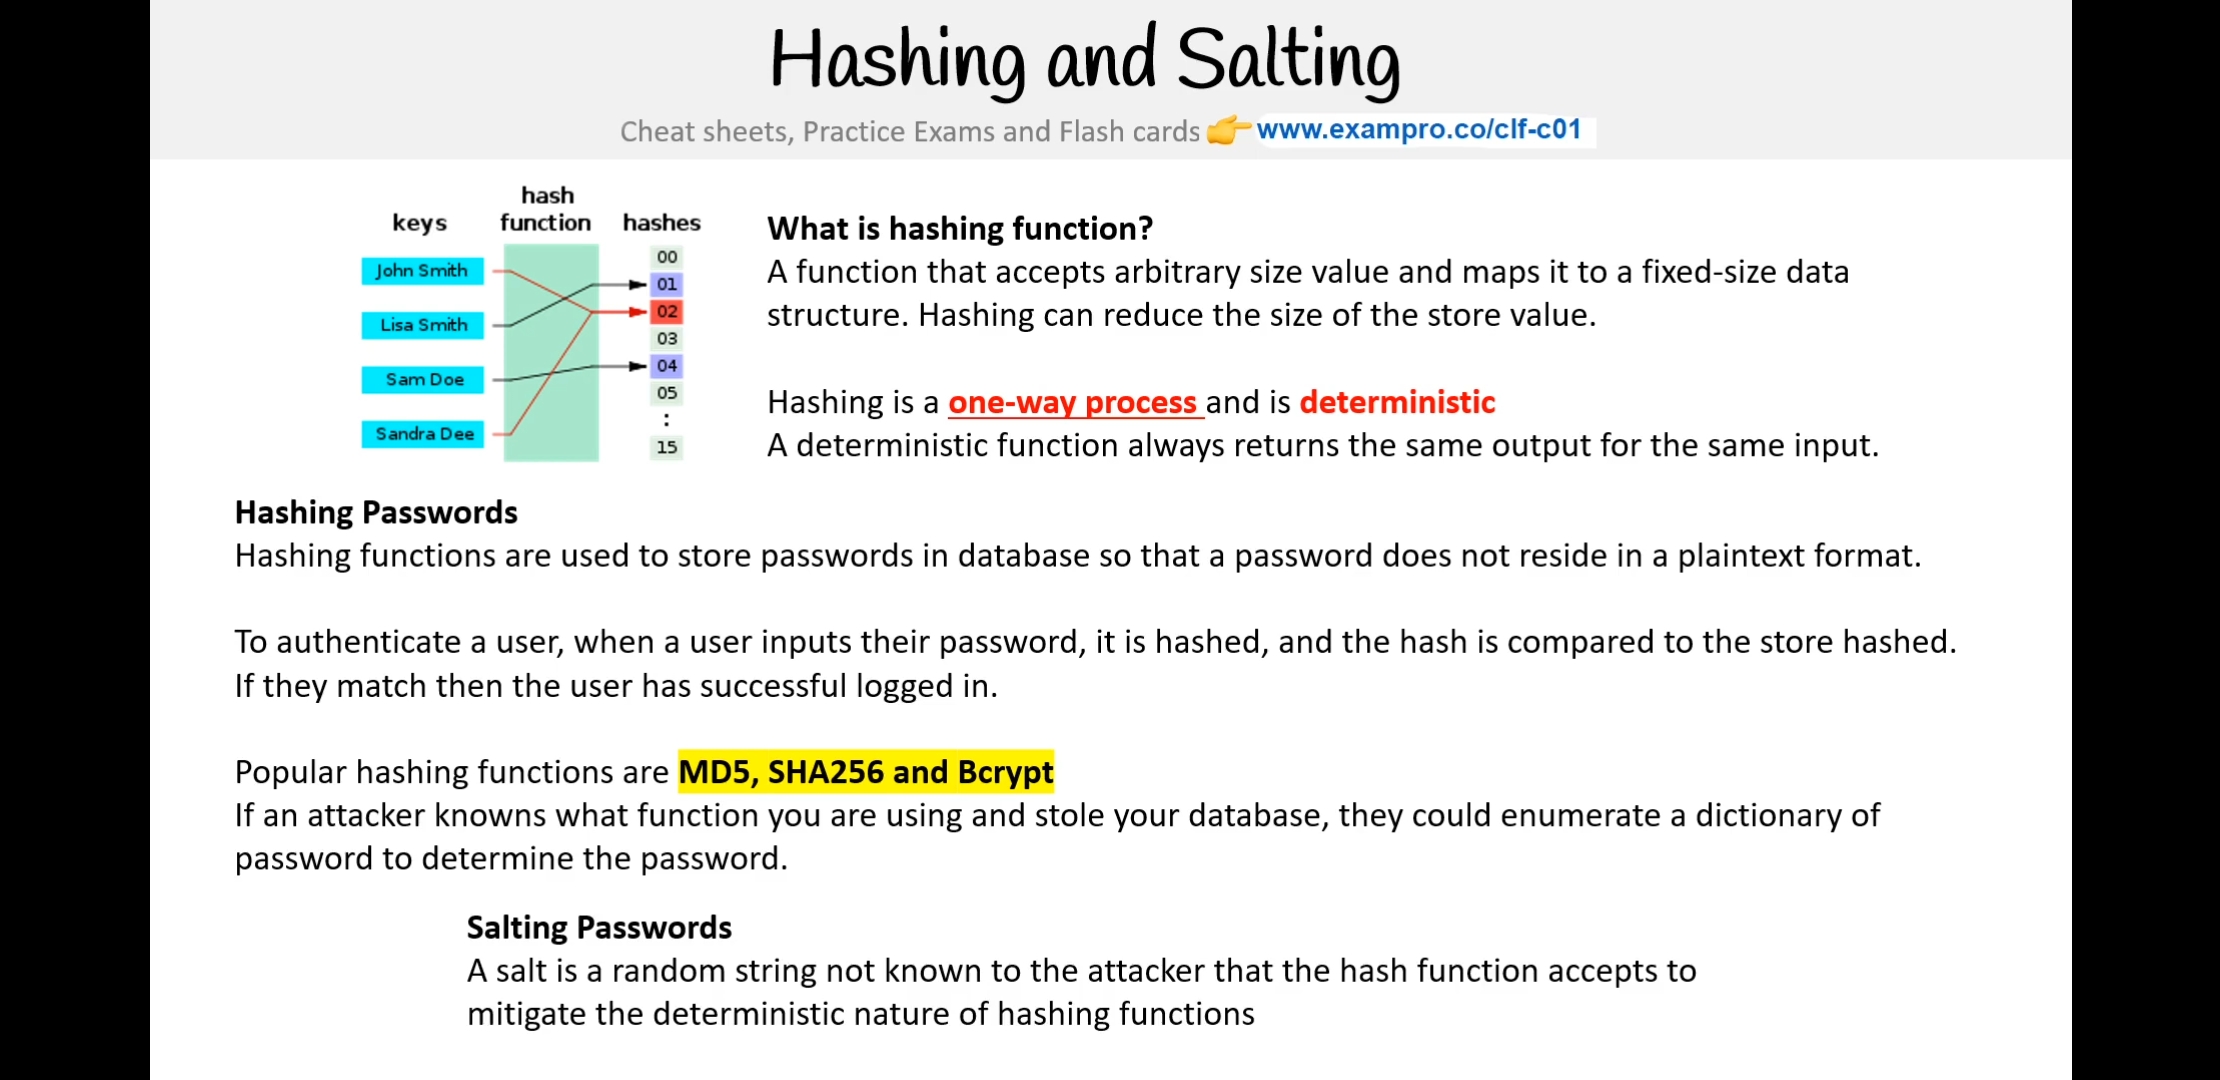 Hashing and Salting
Cheat sheets, Practice Exams and Flash cards 👉 www.exampro.co/clf-c01
keys
hash
function
hashes
John Smith
Lisa Smith
Sam Doe
Sandra Dee
00
01
02
03
04
05
:
15
What is hashing function?
A function that accepts arbitrary size value and maps it to a fixed-size data
structure. Hashing can reduce the size of the store value.
Hashing is a one-way process and is deterministic
A deterministic function always returns the same output for the same input.
Hashing Passwords
Hashing functions are used to store passwords in database so that a password does not reside in a plaintext format.
To authenticate a user, when a user inputs their password, it is hashed, and the hash is compared to the store hashed.
If they match then the user has successful logged in.
Popular hashing functions are MD5, SHA256 and Bcrypt
If an attacker knowns what function you are using and stole your database, they could enumerate a dictionary of
password to determine the password.
Salting Passwords
A salt is a random string not known to the attacker that the hash function accepts to
mitigate the deterministic nature of hashing functions